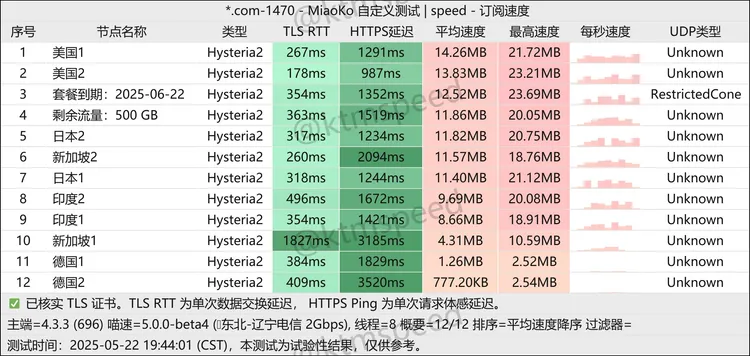 *.com-1470 - MiaoKo 自定义测试 | speed - 订阅速度
序号 节点名称 类型 TLS RTT HTTPS延迟 平均速度 最高速度 每秒速度 UDP类型
1 美国1 Hysteria2 267ms 1291ms 14.26MB 21.72MB Unknown
2 美国2 Hysteria2 178ms 987ms 13.83MB 23.21MB Unknown
3 套餐到期：2025-06-22 Hysteria2 354ms 1352ms 12.52MB 23.69MB RestrictedCone
4 剩余流量：500 GB Hysteria2 363ms 1519ms 11.86MB 20.05MB Unknown
5 日本2 Hysteria2 317ms 1234ms 11.82MB 20.75MB Unknown
6 新加坡2 Hysteria2 260ms 2094ms 11.57MB 18.76MB Unknown
7 日本1 Hysteria2 318ms 1244ms 11.40MB 21.12MB Unknown
8 印度2 Hysteria2 496ms 1672ms 9.69MB 20.08MB Unknown
9 印度1 Hysteria2 354ms 1421ms 8.66MB 18.91MB Unknown
10 新加坡1 Hysteria2 1827ms 3185ms 4.31MB 10.59MB Unknown
11 德国1 Hysteria2 384ms 1829ms 1.26MB 2.52MB Unknown
12 德国2 Hysteria2 409ms 3520ms 777.20KB 2.54MB Unknown
✅ 已核实 TLS 证书。TLS RTT 为单次数据交换延迟， HTTPS Ping 为单次请求体感延迟。
主端=4.3.3 (696) 喵速=5.0.0-beta4 (东北-辽宁电信 2Gbps), 线程=8 概要=12/12 排序=平均速度降序 过滤器=
测试时间：2025-05-22 19:44:01 (CST)，本测试为试验性结果，仅供参考。
@ktmspeed
@ktmspeed
@ktmspeed